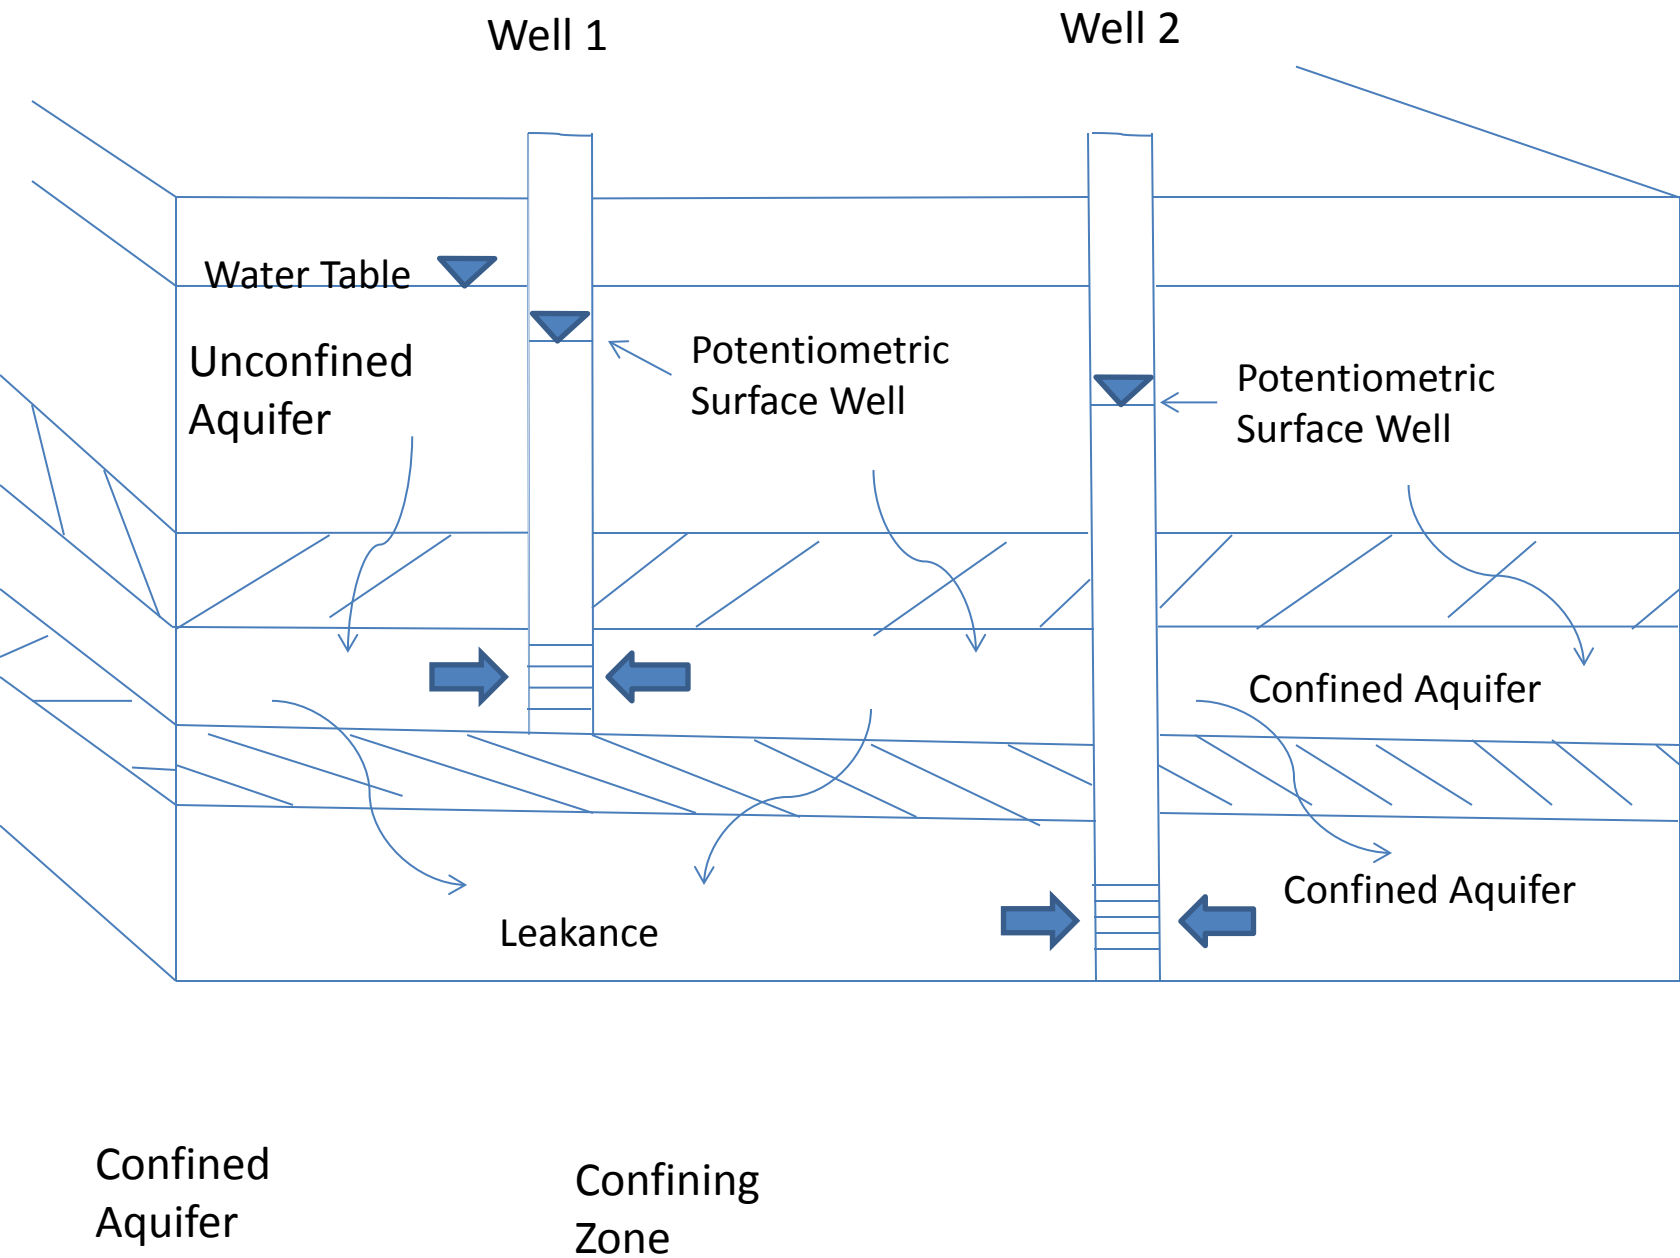 Well 1
Well 2
Water Table
Unconfined
Aquifer
Potentiometric
Surface Well
Potentiometric
Surface Well
Confined Aquifer
Confined Aquifer
Leakance
Confined
Aquifer
Confining
Zone